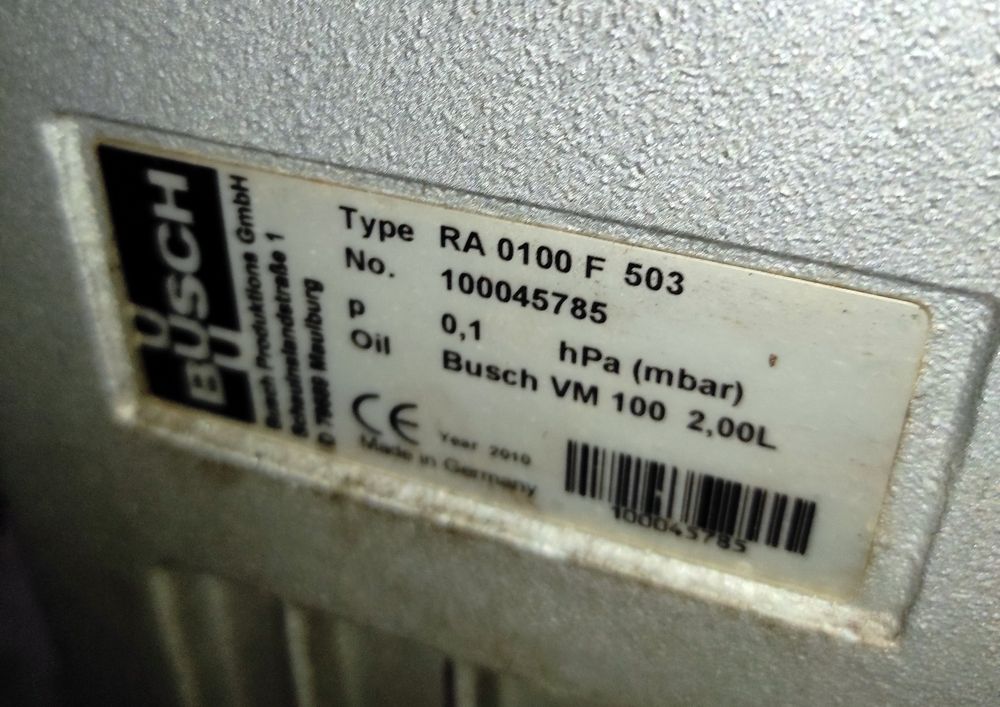 BUSCH
Busch Produktions GmbH
Schauinslandstraße 1
D 79689 Maulburg
Type RA 0100 F 503
No. 100045785
p 0,1 hPa (mbar)
Oil Busch VM 100 2,00L
CE Year 2010
Made in Germany
100045785